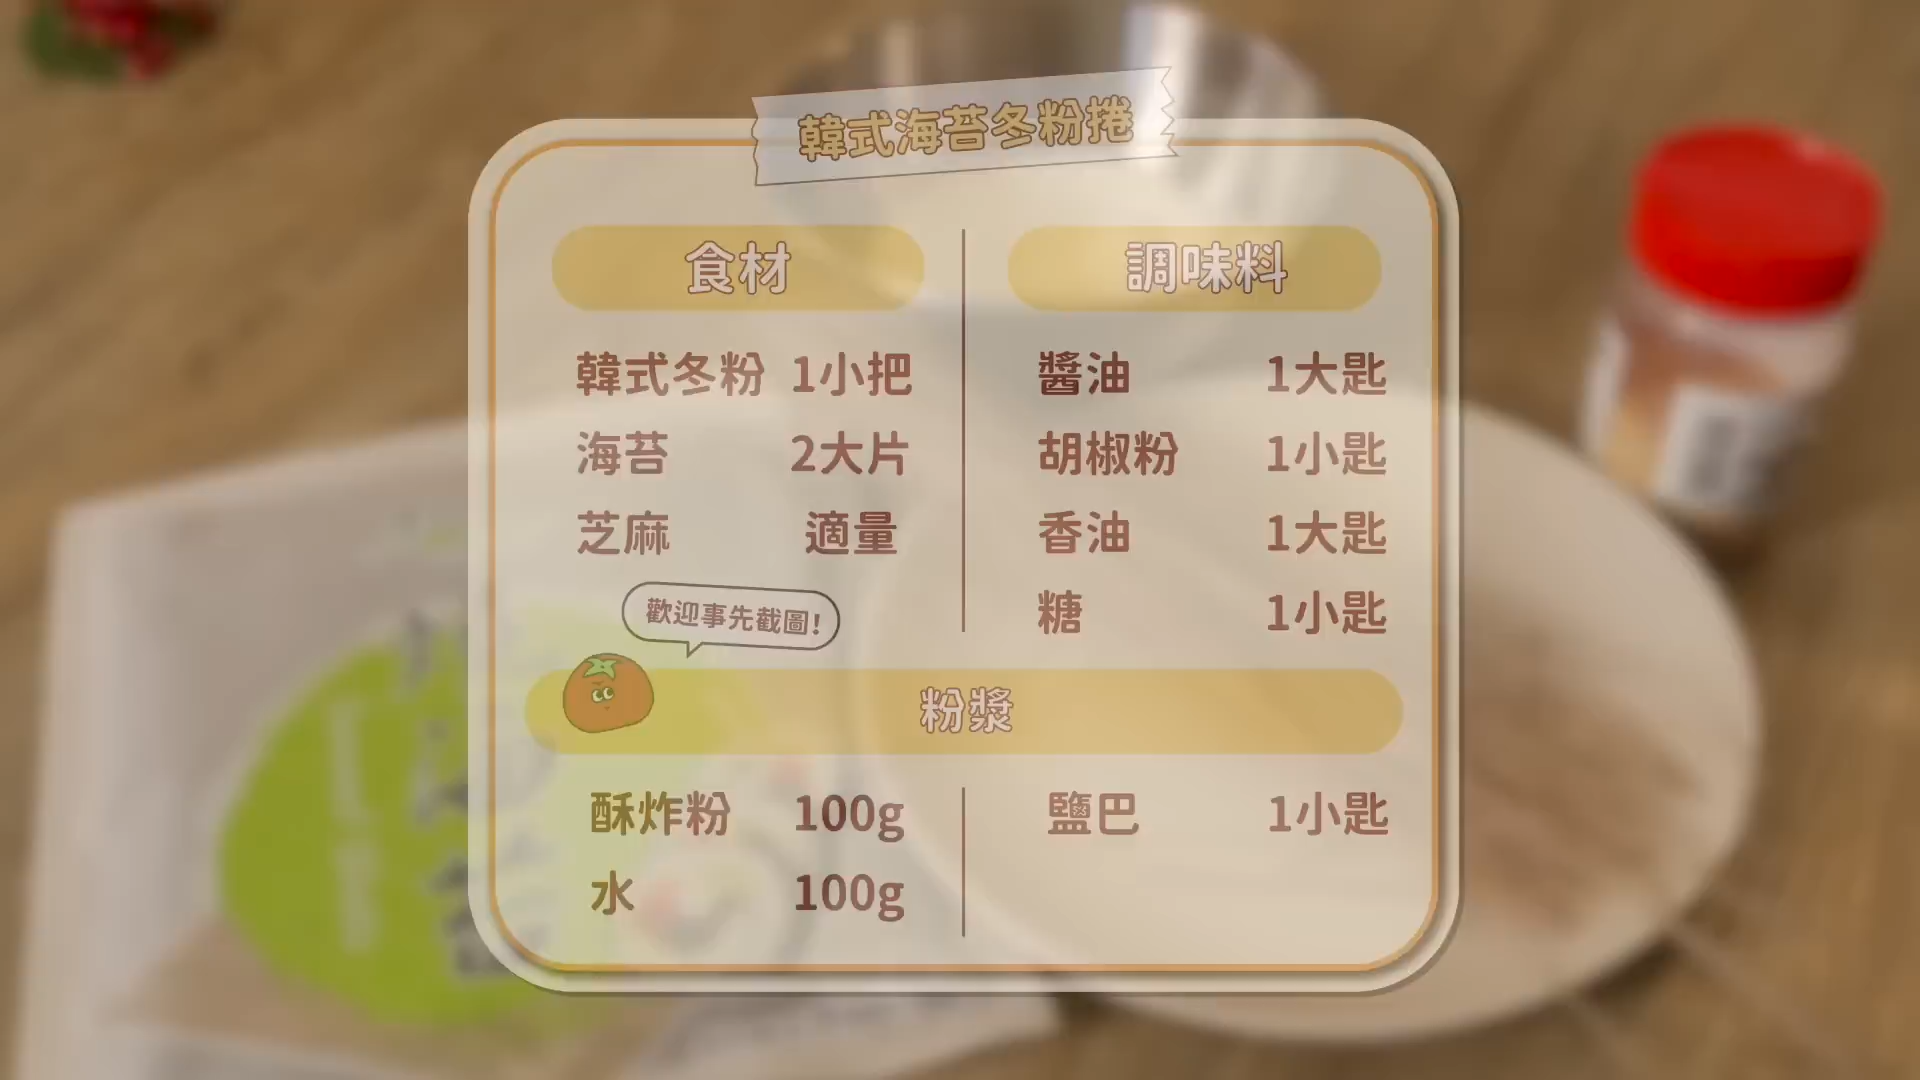 韓式海苔冬粉捲
食材
韓式冬粉 1小把
海苔 2大片
芝麻 適量
調味料
醬油 1大匙
胡椒粉 1小匙
香油 1大匙
糖 1小匙
歡迎事先截圖!
粉漿
酥炸粉 100g
水 100g
鹽巴 1小匙